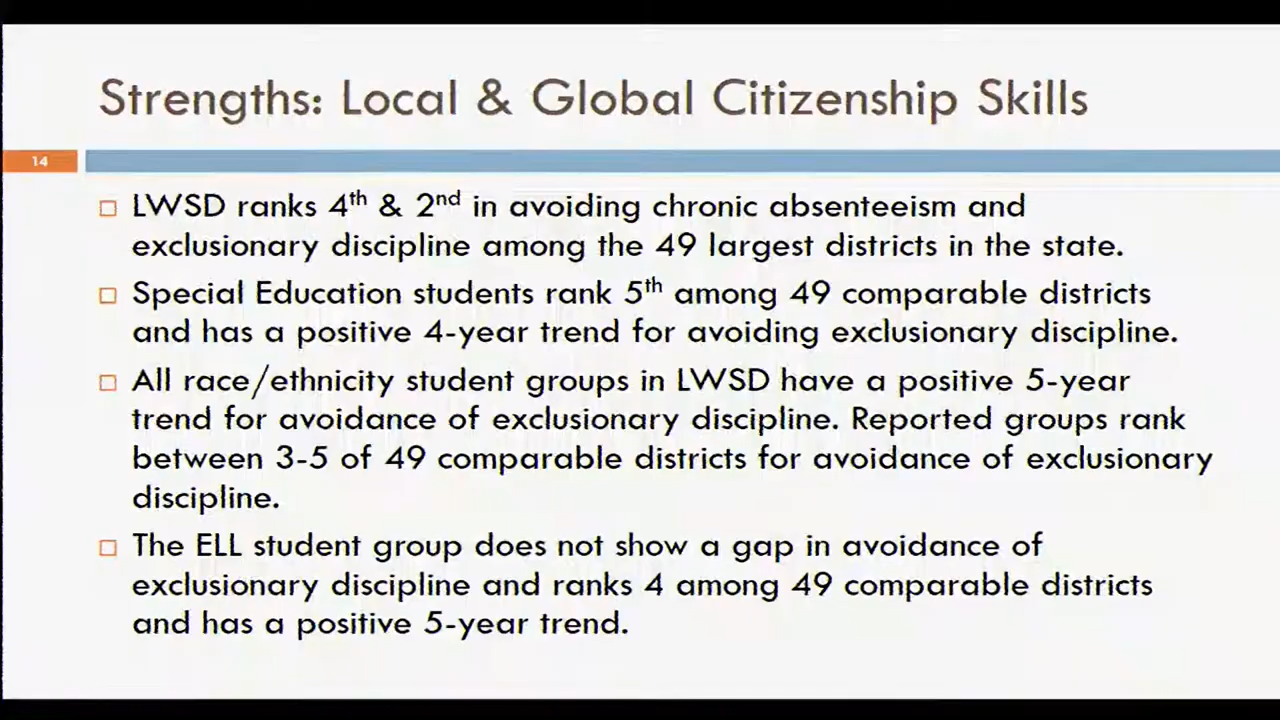 Strengths: Local & Global Citizenship Skills
14
LWSD ranks 4th & 2nd in avoiding chronic absenteeism and
exclusionary discipline among the 49 largest districts in the state.
Special Education students rank 5th among 49 comparable districts
and has a positive 4-year trend for avoiding exclusionary discipline.
All race/ethnicity student groups in LWSD have a positive 5-year
trend for avoidance of exclusionary discipline. Reported groups rank
between 3-5 of 49 comparable districts for avoidance of exclusionary
discipline.
The ELL student group does not show a gap in avoidance of
exclusionary discipline and ranks 4 among 49 comparable districts
and has a positive 5-year trend.